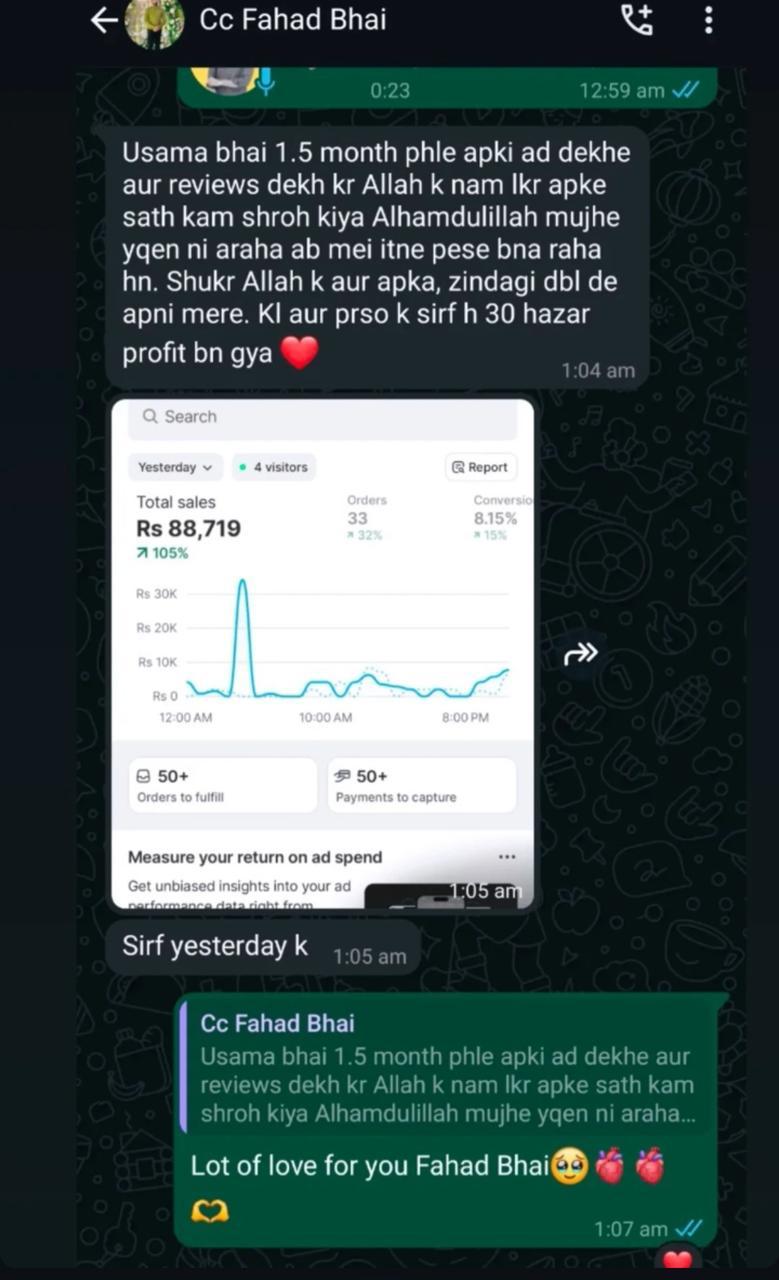 Cc Fahad Bhai
0:23
12:59 am
Usama bhai 1.5 month phle apki ad dekhe
aur reviews dekh kr Allah k nam lkr apke
sath kam shroh kiya Alhamdulillah mujhe
yqen ni araha ab mei itne pese bna raha
hn. Shukr Allah k aur apka, zindagi dbl de
apni mere. Kl aur prso k sirf h 30 hazar
profit bn gya ❤️
1:04 am
Search
Yesterday
4 visitors
Report
Total sales
Orders
Conversio
Rs 88,719
33
8.15%
105%
32%
15%
Rs 30K
Rs 20K
Rs 10K
Rs 0
12:00 AM
10:00 AM
8:00 PM
50+
Orders to fulfill
50+
Payments to capture
Measure your return on ad spend
Get unbiased insights into your ad
performance data right from
1:05 am
Sirf yesterday k
1:05 am
Cc Fahad Bhai
Usama bhai 1.5 month phle apki ad dekhe aur
reviews dekh kr Allah k nam lkr apke sath kam
shroh kiya Alhamdulillah mujhe yqen ni araha...
Lot of love for you Fahad Bhai🥹🫀🫀
🫶
1:07 am